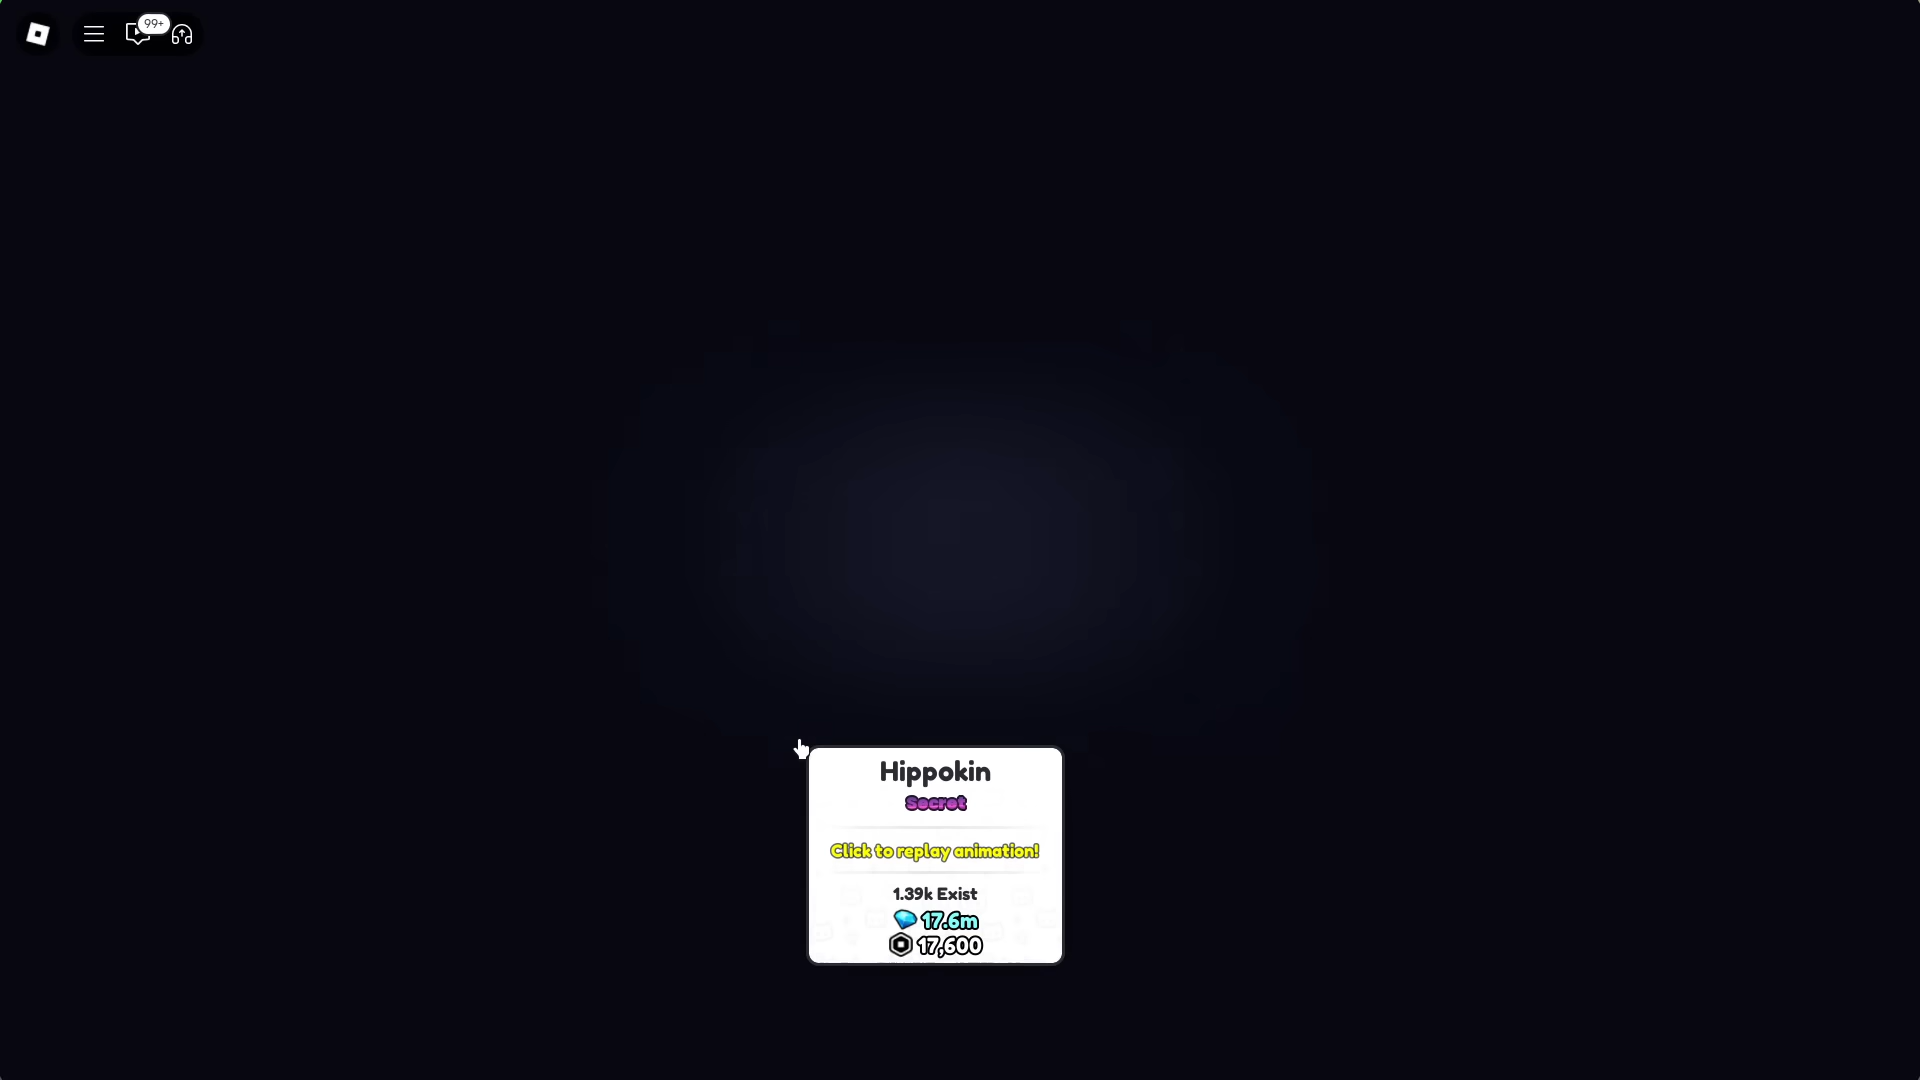 99+
Hippokin
Secret
Click to replay animation!
1.39k Exist
17.6m
17,600